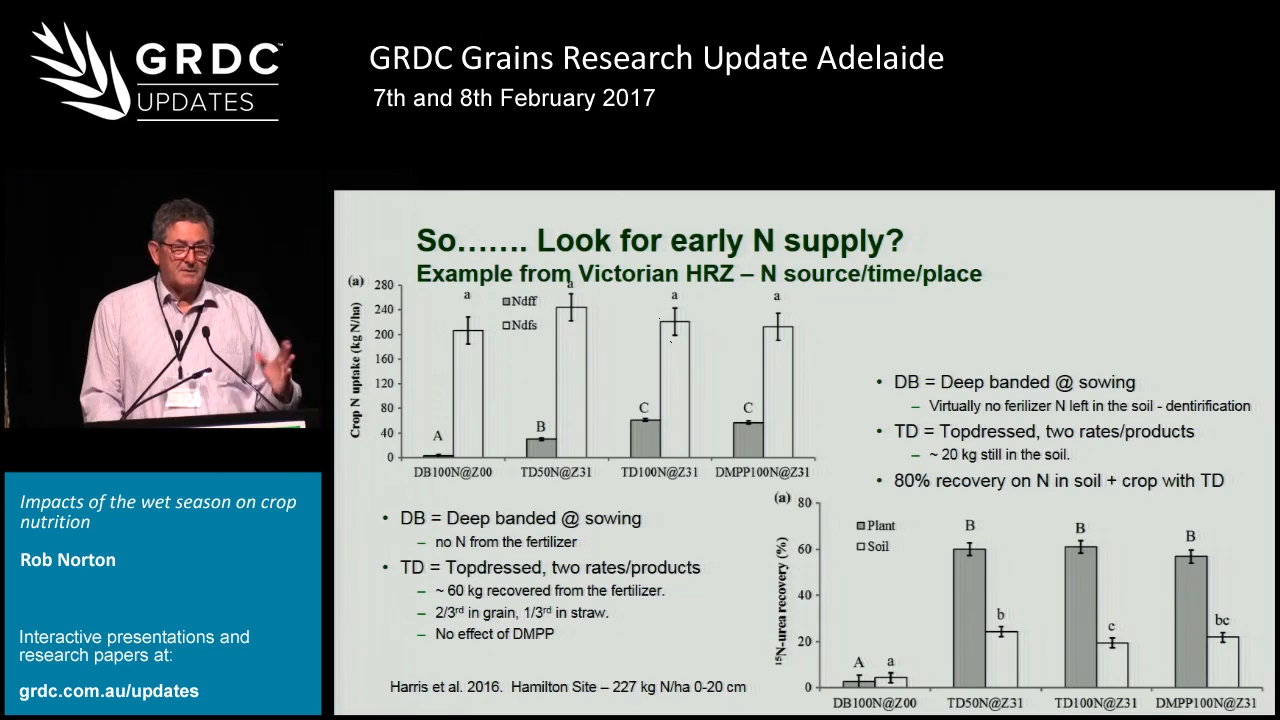 GRDC™
UPDATES
GRDC Grains Research Update Adelaide
7th and 8th February 2017
So……. Look for early N supply?
Example from Victorian HRZ – N source/time/place
(a)
280
240
200
160
120
80
40
0
Crop N uptake (kg N/ha)
Ndff
Ndfs
a
a
a
a
A
B
C
C
DB100N@Z00
TD50N@Z31
TD100N@Z31
DMPP100N@Z31
• DB = Deep banded @ sowing
– no N from the fertilizer
• TD = Topdressed, two rates/products
– ~ 60 kg recovered from the fertilizer.
– 2/3rd in grain, 1/3rd in straw.
– No effect of DMPP
Harris et al. 2016. Hamilton Site – 227 kg N/ha 0-20 cm
• DB = Deep banded @ sowing
– Virtually no ferilizer N left in the soil - dentirification
• TD = Topdressed, two rates/products
– ~ 20 kg still in the soil.
• 80% recovery on N in soil + crop with TD
(a)
80
60
40
20
0
15N-urea recovery (%)
Plant
Soil
A
a
B
b
B
c
B
bc
DB100N@Z00
TD50N@Z31
TD100N@Z31
DMPP100N@Z31
Impacts of the wet season on crop
nutrition
Rob Norton
Interactive presentations and
research papers at:
grdc.com.au/updates